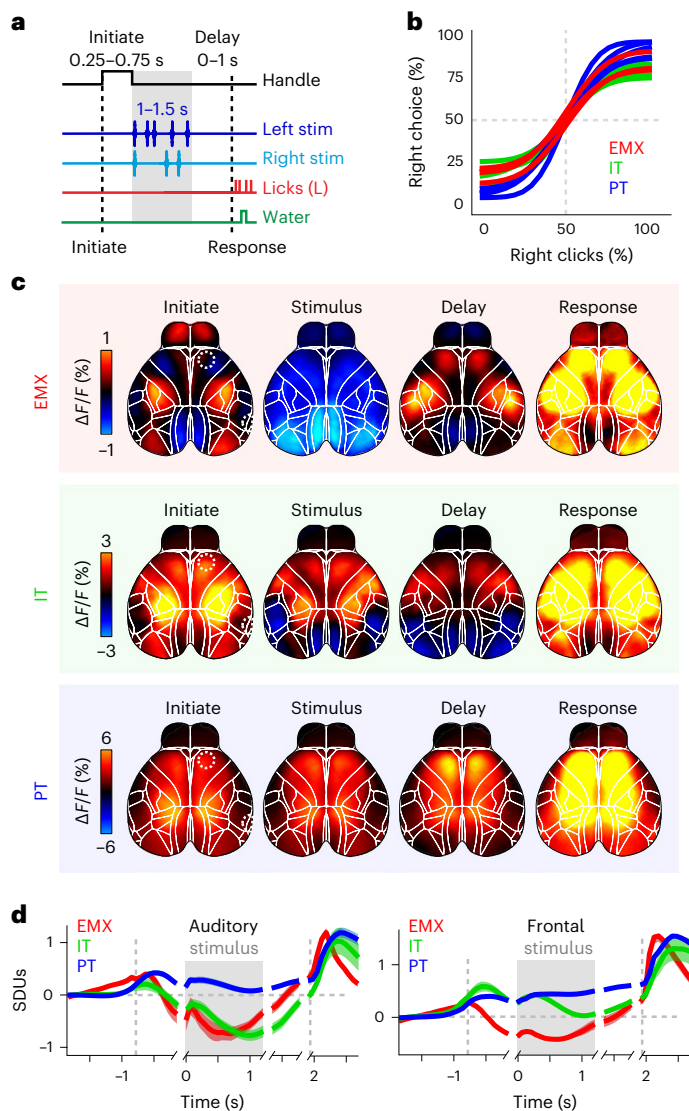 a
Initiate Delay
0.25–0.75 s 0–1 s
Handle
1–1.5 s
Left stim
Right stim
Licks (L)
Water
Initiate Response
b
Right choice (%)
100
75
50
25
0
EMX
IT
PT
0 50 100
Right clicks (%)
c
EMX
ΔF/F (%)
1
–1
Initiate Stimulus Delay Response
IT
ΔF/F (%)
3
–3
Initiate Stimulus Delay Response
PT
ΔF/F (%)
6
–6
Initiate Stimulus Delay Response
d
SDUs
EMX
IT
PT
Auditory
stimulus
1
0
–1
–1 0 1 2
Time (s)
EMX
IT
PT
Frontal
stimulus
1
0
–1 0 1 2
Time (s)